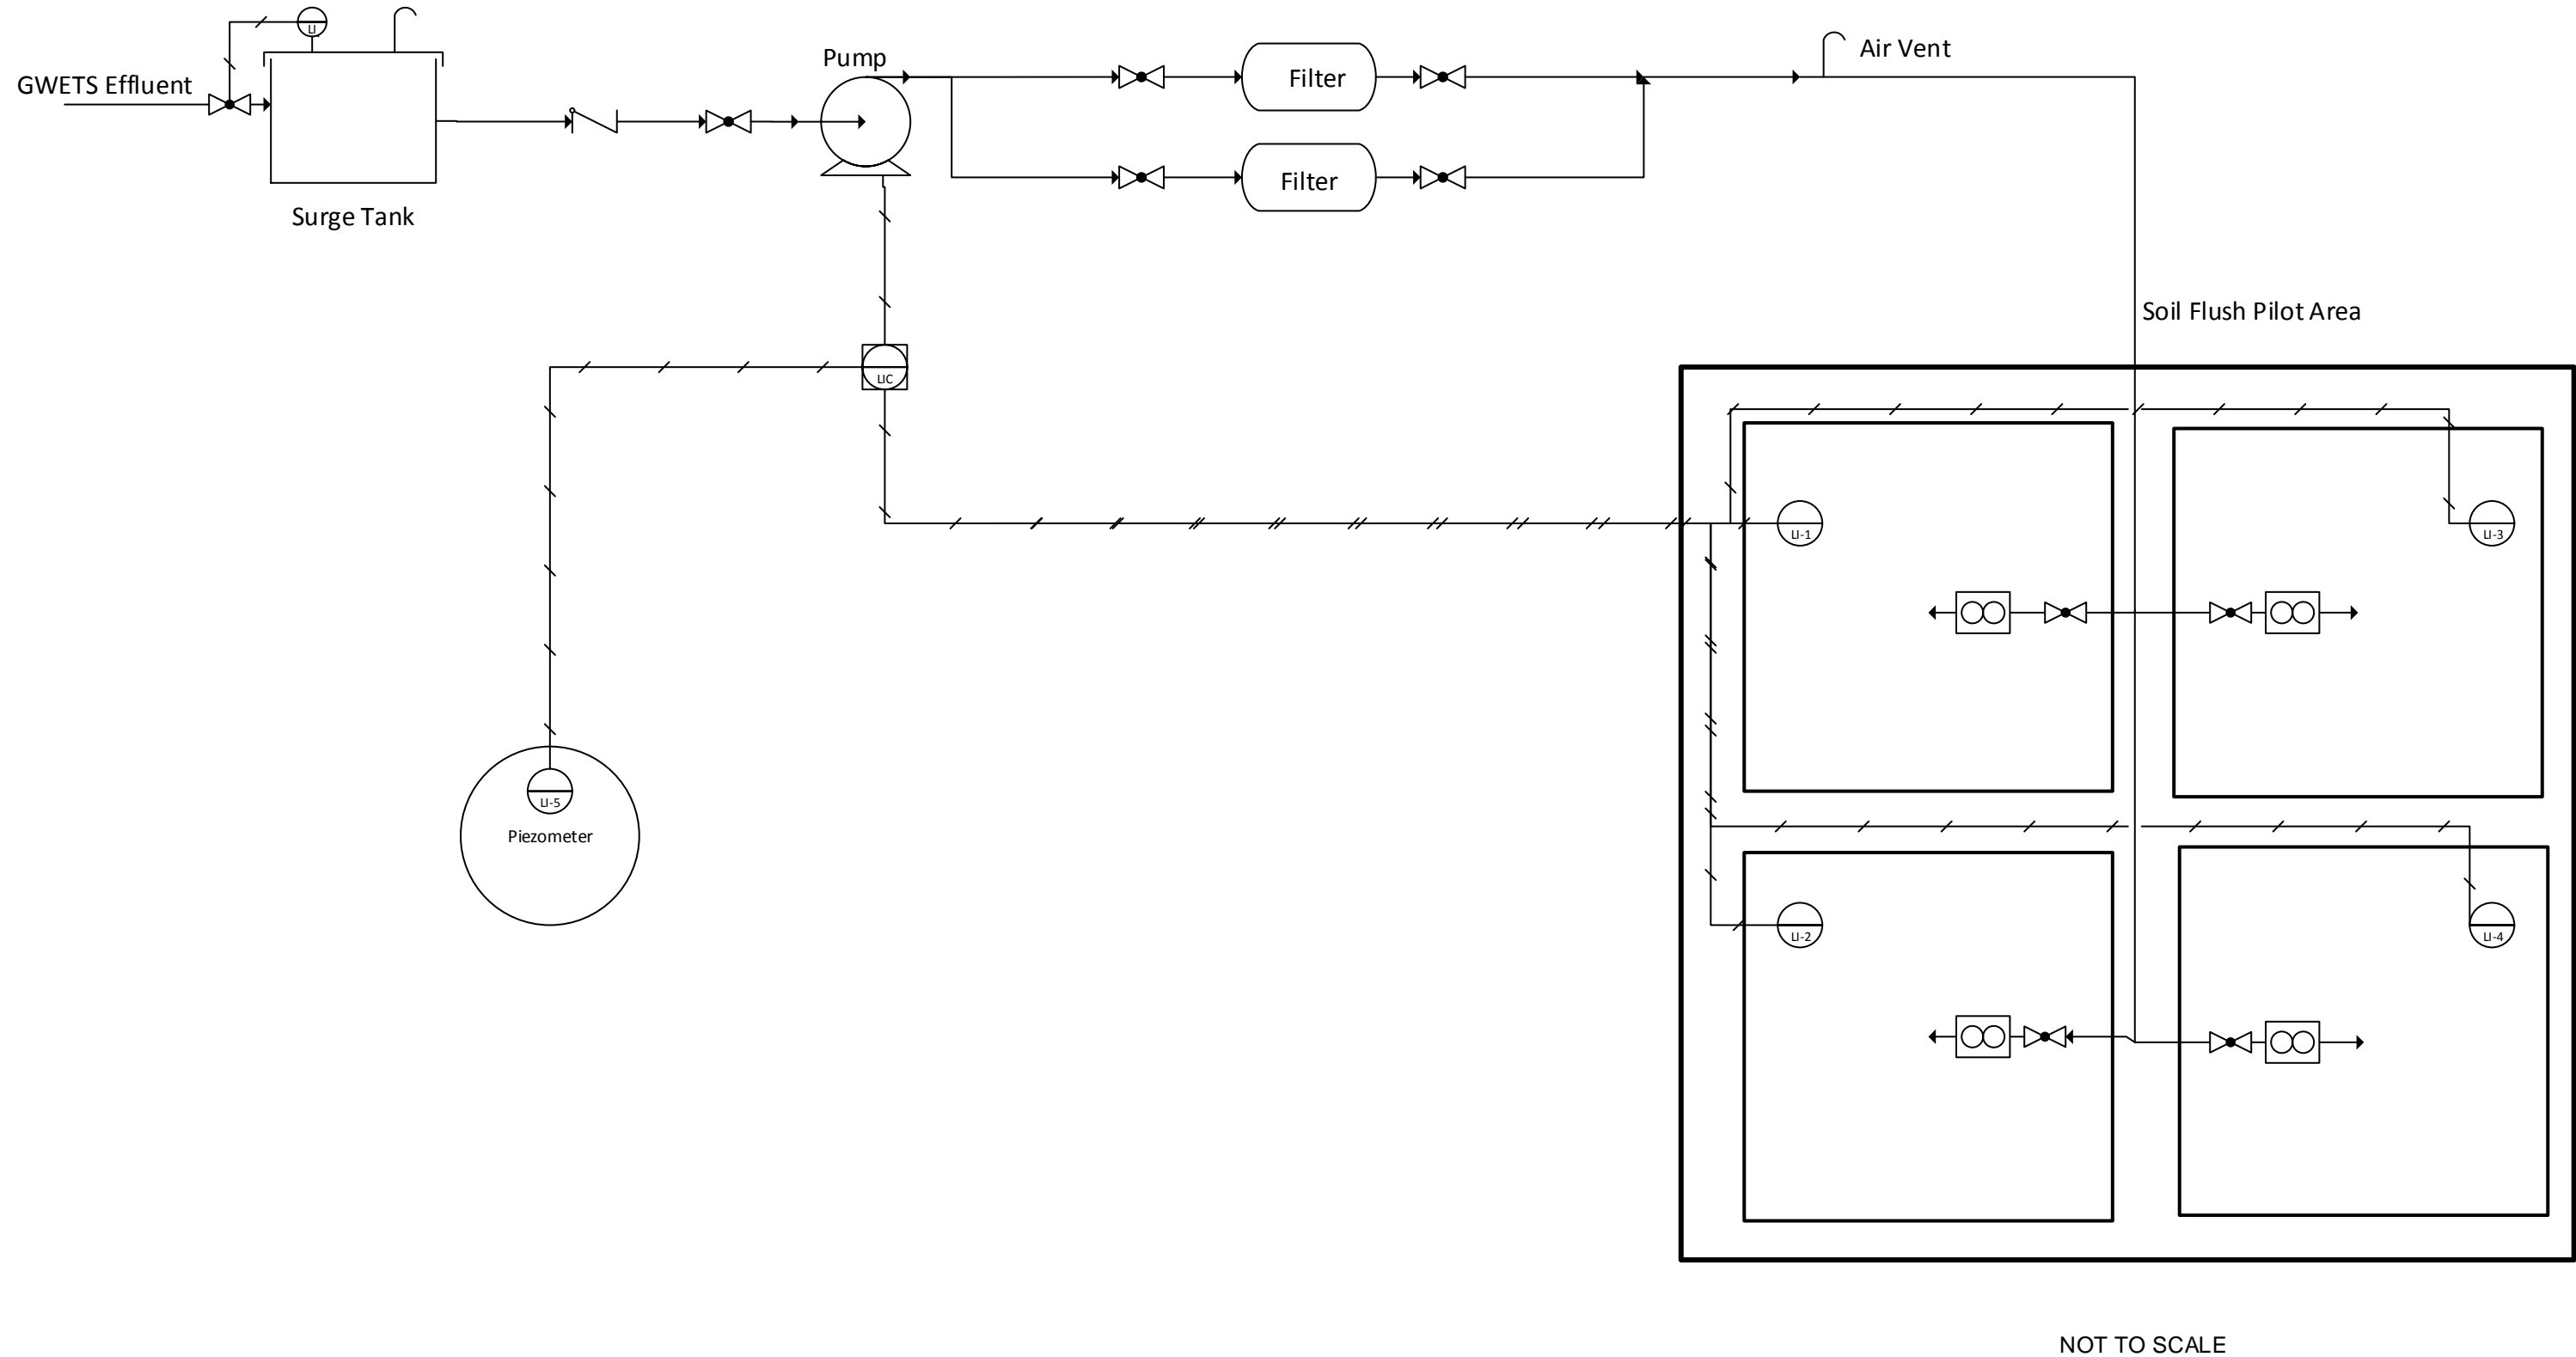 LI
Pump
Air Vent
GWETS Effluent
Filter
Filter
Surge Tank
Soil Flush Pilot Area
LIC
LI-1
LI-3
LI-5
Piezometer
LI-2
LI-4
NOT TO SCALE